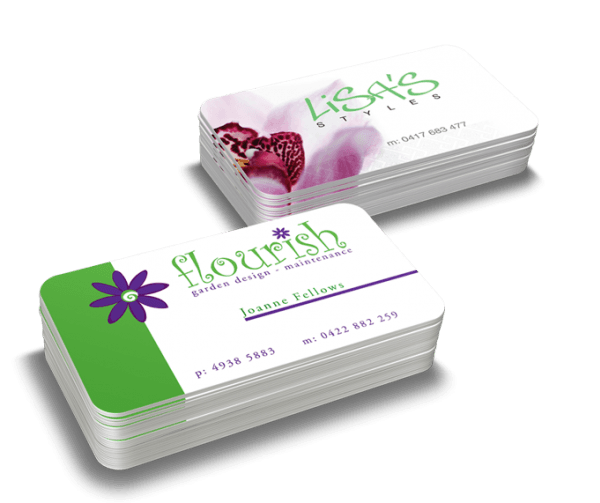 LiSA'S
STYLES
m: 0417 683 477
flourish
garden design - maintenance
Joanne Fellows
p: 4938 5883
m: 0422 882 259